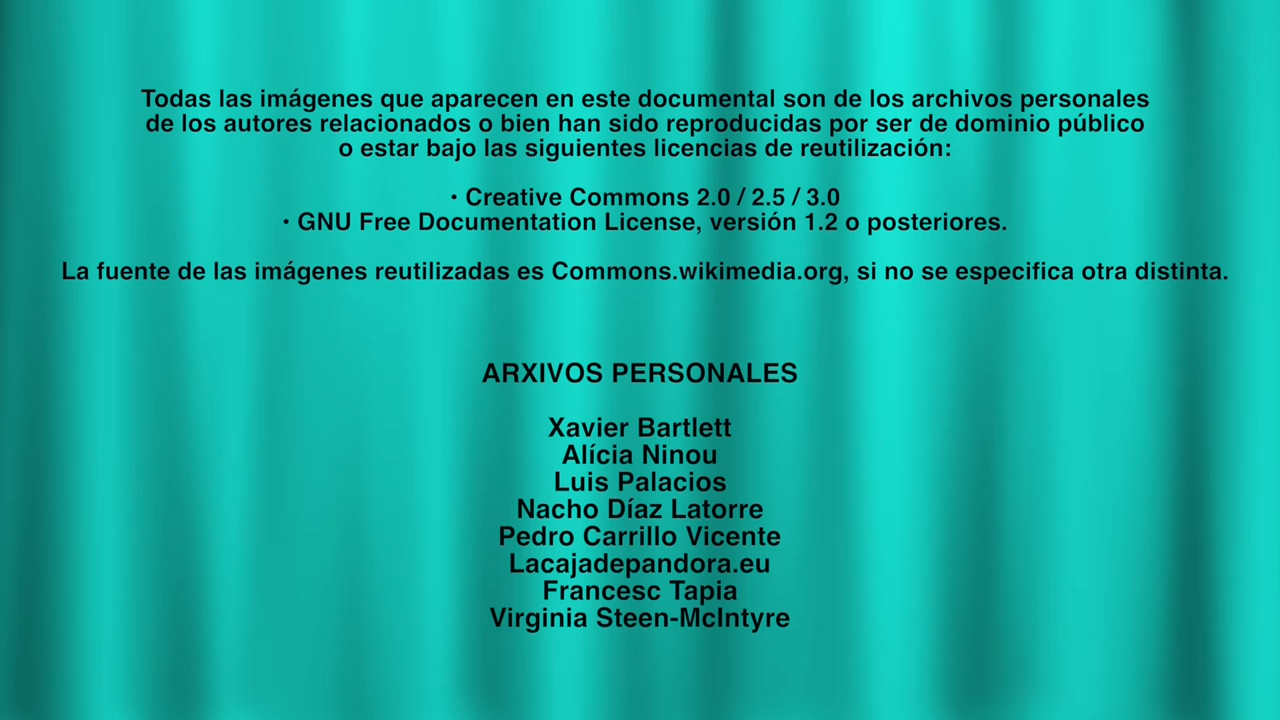 Todas las imágenes que aparecen en este documental son de los archivos personales
de los autores relacionados o bien han sido reproducidas por ser de dominio público
o estar bajo las siguientes licencias de reutilización:
• Creative Commons 2.0 / 2.5 / 3.0
• GNU Free Documentation License, versión 1.2 o posteriores.
La fuente de las imágenes reutilizadas es Commons.wikimedia.org, si no se especifica otra distinta.
ARXIVOS PERSONALES
Xavier Bartlett
Alícia Ninou
Luis Palacios
Nacho Díaz Latorre
Pedro Carrillo Vicente
Lacajadepandora.eu
Francesc Tapia
Virginia Steen-McIntyre